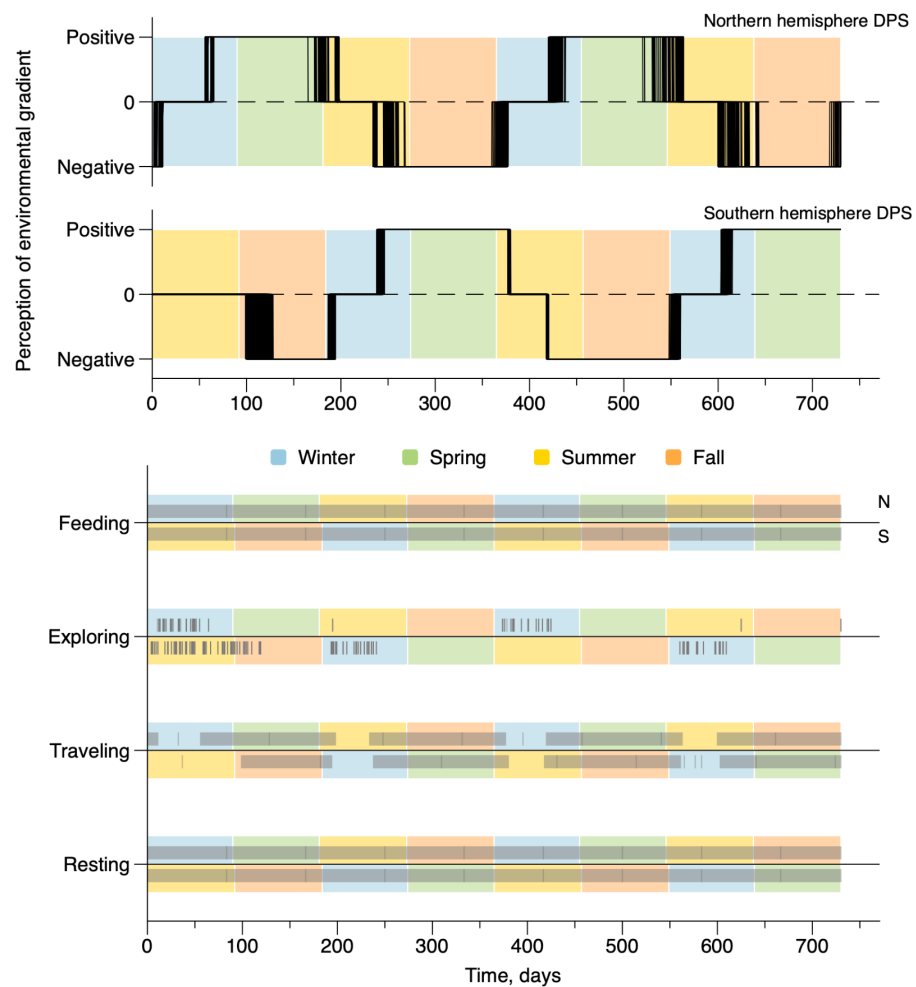 Northern hemisphere DPS
Positive
0
Negative
Perception of environmental gradient
Southern hemisphere DPS
Positive
0
Negative
0 100 200 300 400 500 600 700
Winter Spring Summer Fall
Feeding
N
S
Exploring
Traveling
Resting
0 100 200 300 400 500 600 700
Time, days